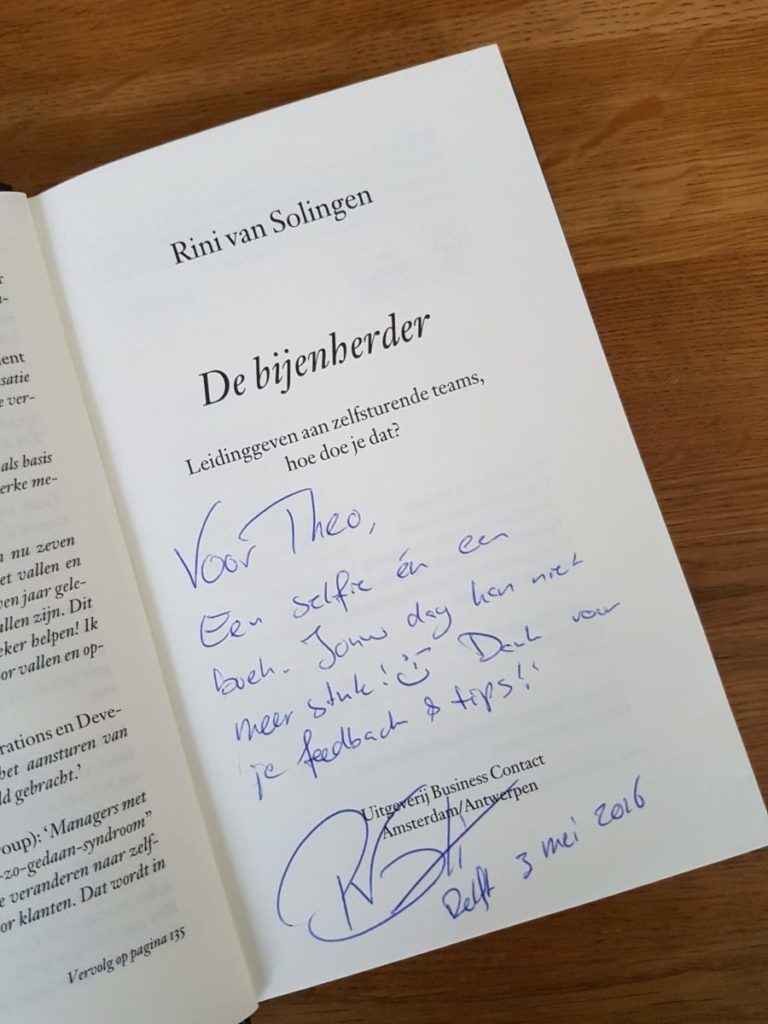 Rini van Solingen
De bijenherder
Leidinggeven aan zelfsturende teams,
hoe doe je dat?
Voor Theo,
Een selfie én een
boek. Jouw dag kan niet
meer stuk! Dank voor
je feedback & tips!!
Uitgeverij Business Contact
Amsterdam/Antwerpen
Delft 3 mei 2016
ment
satie
e ver-
als basis
erke me-
n nu zeven
et vallen en
ven jaar gele-
allen zijn. Dit
eker helpen! Ik
or vallen en op-
rations en Deve-
het aansturen van
ld gebracht.’
oup): ‘Managers met
-zo-gedaan-syndroom”
e veranderen naar zelf-
or klanten. Dat wordt in
Vervolg op pagina 135